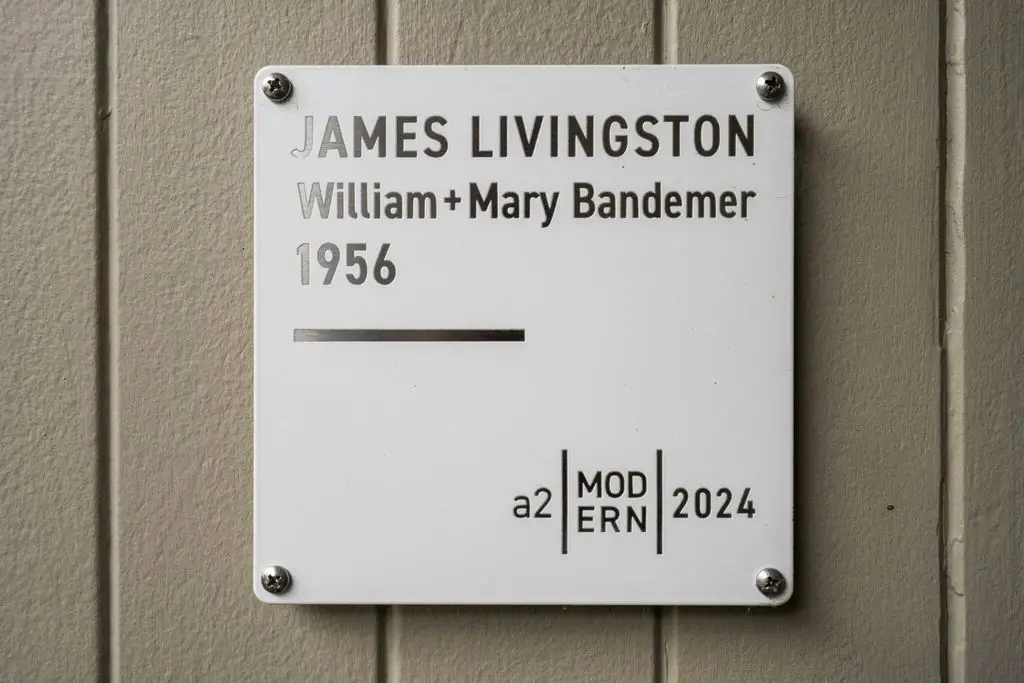 JAMES LIVINGSTON
William + Mary Bandemer
1956
a2 MOD ERN 2024